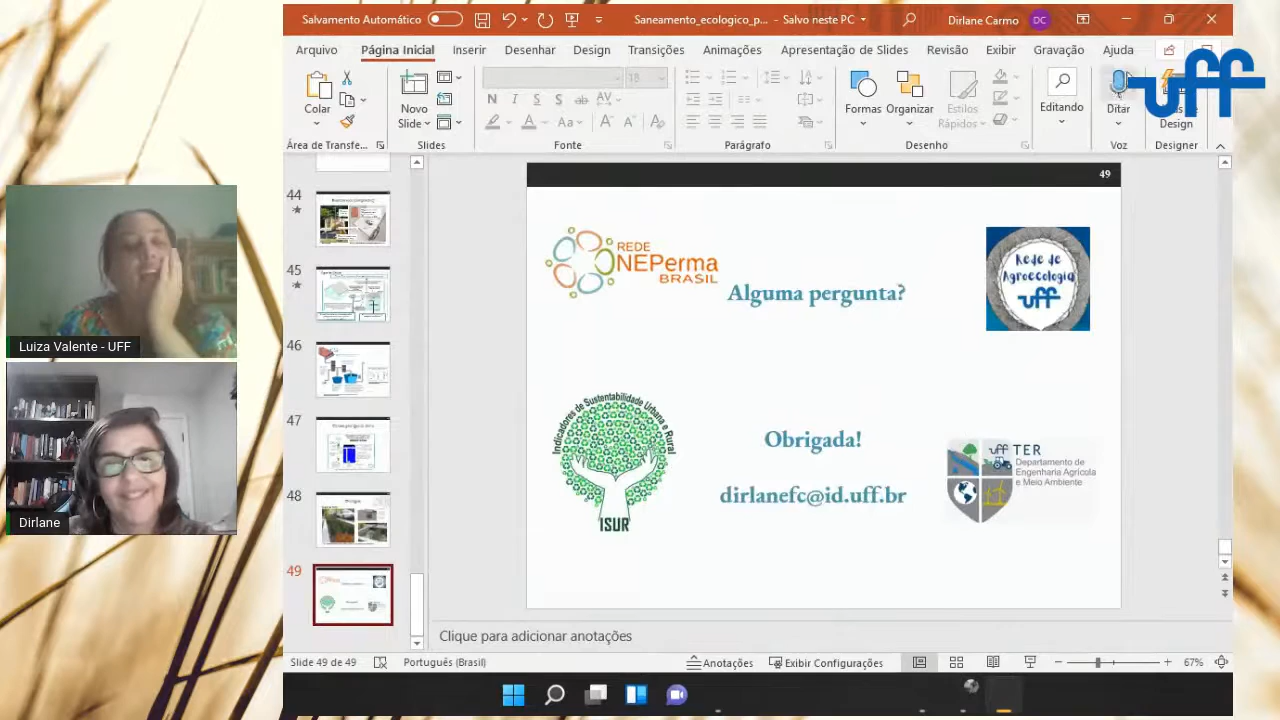 Salvamento Automático
Saneamento_ecologico_p... - Salvo neste PC
Dirlane Carmo
DC
Arquivo
Página Inicial
Inserir
Desenhar
Design
Transições
Animações
Apresentação de Slides
Revisão
Exibir
Gravação
Ajuda
uff
Colar
Novo
Slide
18
N I S S ab AV
A Aa A A A
Formas
Organizar
Estilos
Rápidos
Editando
Ditar
Design
Área de Transfe...
Slides
Fonte
Parágrafo
Desenho
Voz
Designer
44
45
46
47
48
49
49
REDE
NEPerma
BRASIL
Alguma pergunta?
Rede de
Agroecologia
uff
Indicadores de Sustentabilidade Urbana e Rural
ISUR
Obrigada!
dirlanefc@id.uff.br
uff TER
Departamento de
Engenharia Agrícola
e Meio Ambiente
Luiza Valente - UFF
Dirlane
Clique para adicionar anotações
Slide 49 de 49
Português (Brasil)
Anotações
Exibir Configurações
67%